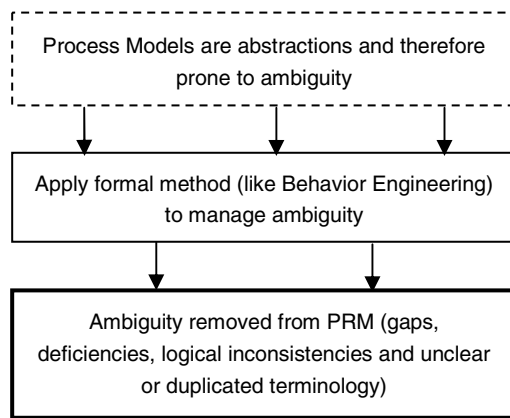 Process Models are abstractions and therefore
prone to ambiguity
Apply formal method (like Behavior Engineering)
to manage ambiguity
Ambiguity removed from PRM (gaps,
deficiencies, logical inconsistencies and unclear
or duplicated terminology)